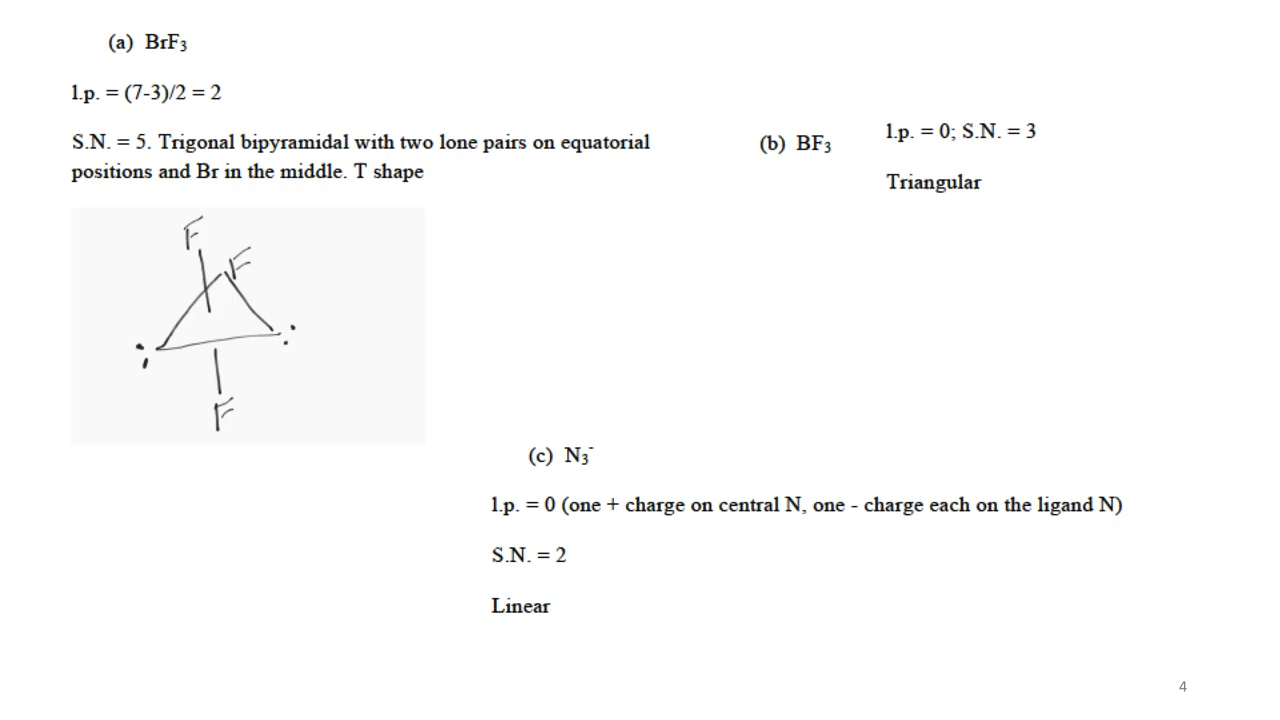 (a) BrF₃
l.p. = (7-3)/2 = 2
S.N. = 5. Trigonal bipyramidal with two lone pairs on equatorial
positions and Br in the middle. T shape
F
F
F
(b) BF₃
l.p. = 0; S.N. = 3
Triangular
(c) N₃⁻
l.p. = 0 (one + charge on central N, one - charge each on the ligand N)
S.N. = 2
Linear
4